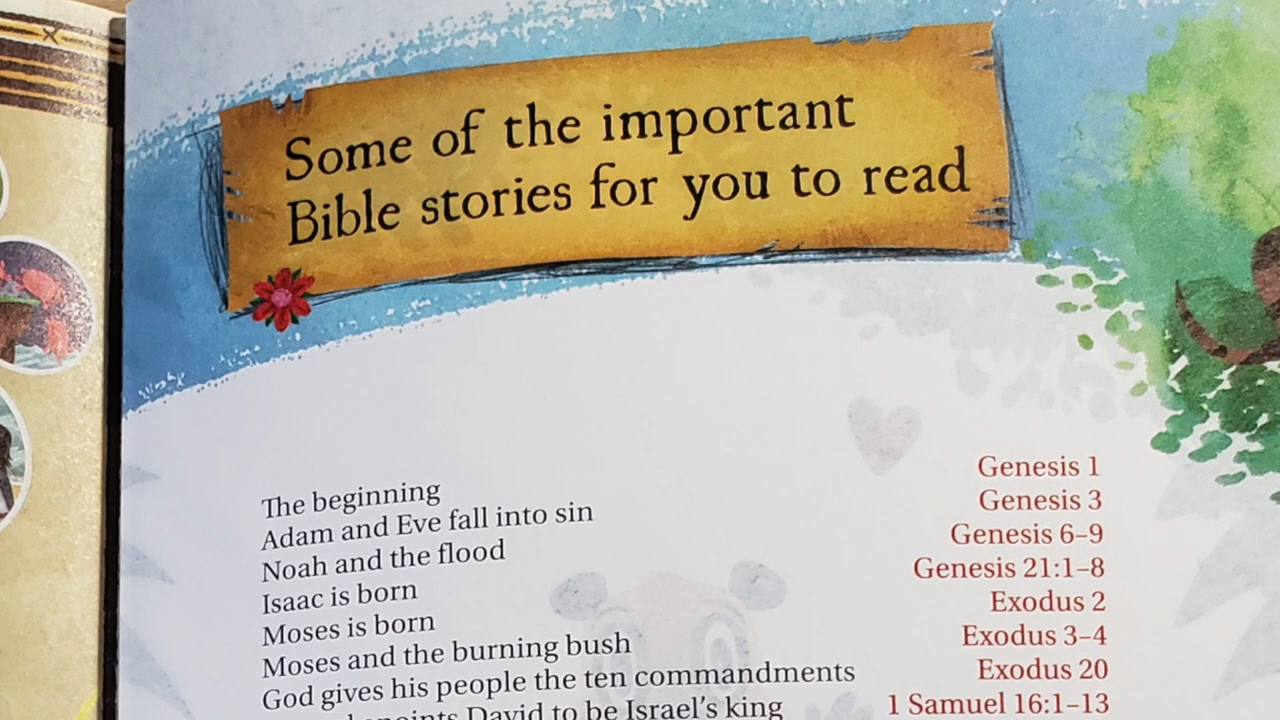 Some of the important
Bible stories for you to read
The beginning Genesis 1
Adam and Eve fall into sin Genesis 3
Noah and the flood Genesis 6–9
Isaac is born Genesis 21:1–8
Moses is born Exodus 2
Moses and the burning bush Exodus 3–4
God gives his people the ten commandments Exodus 20
David to be Israel's king 1 Samuel 16:1–13